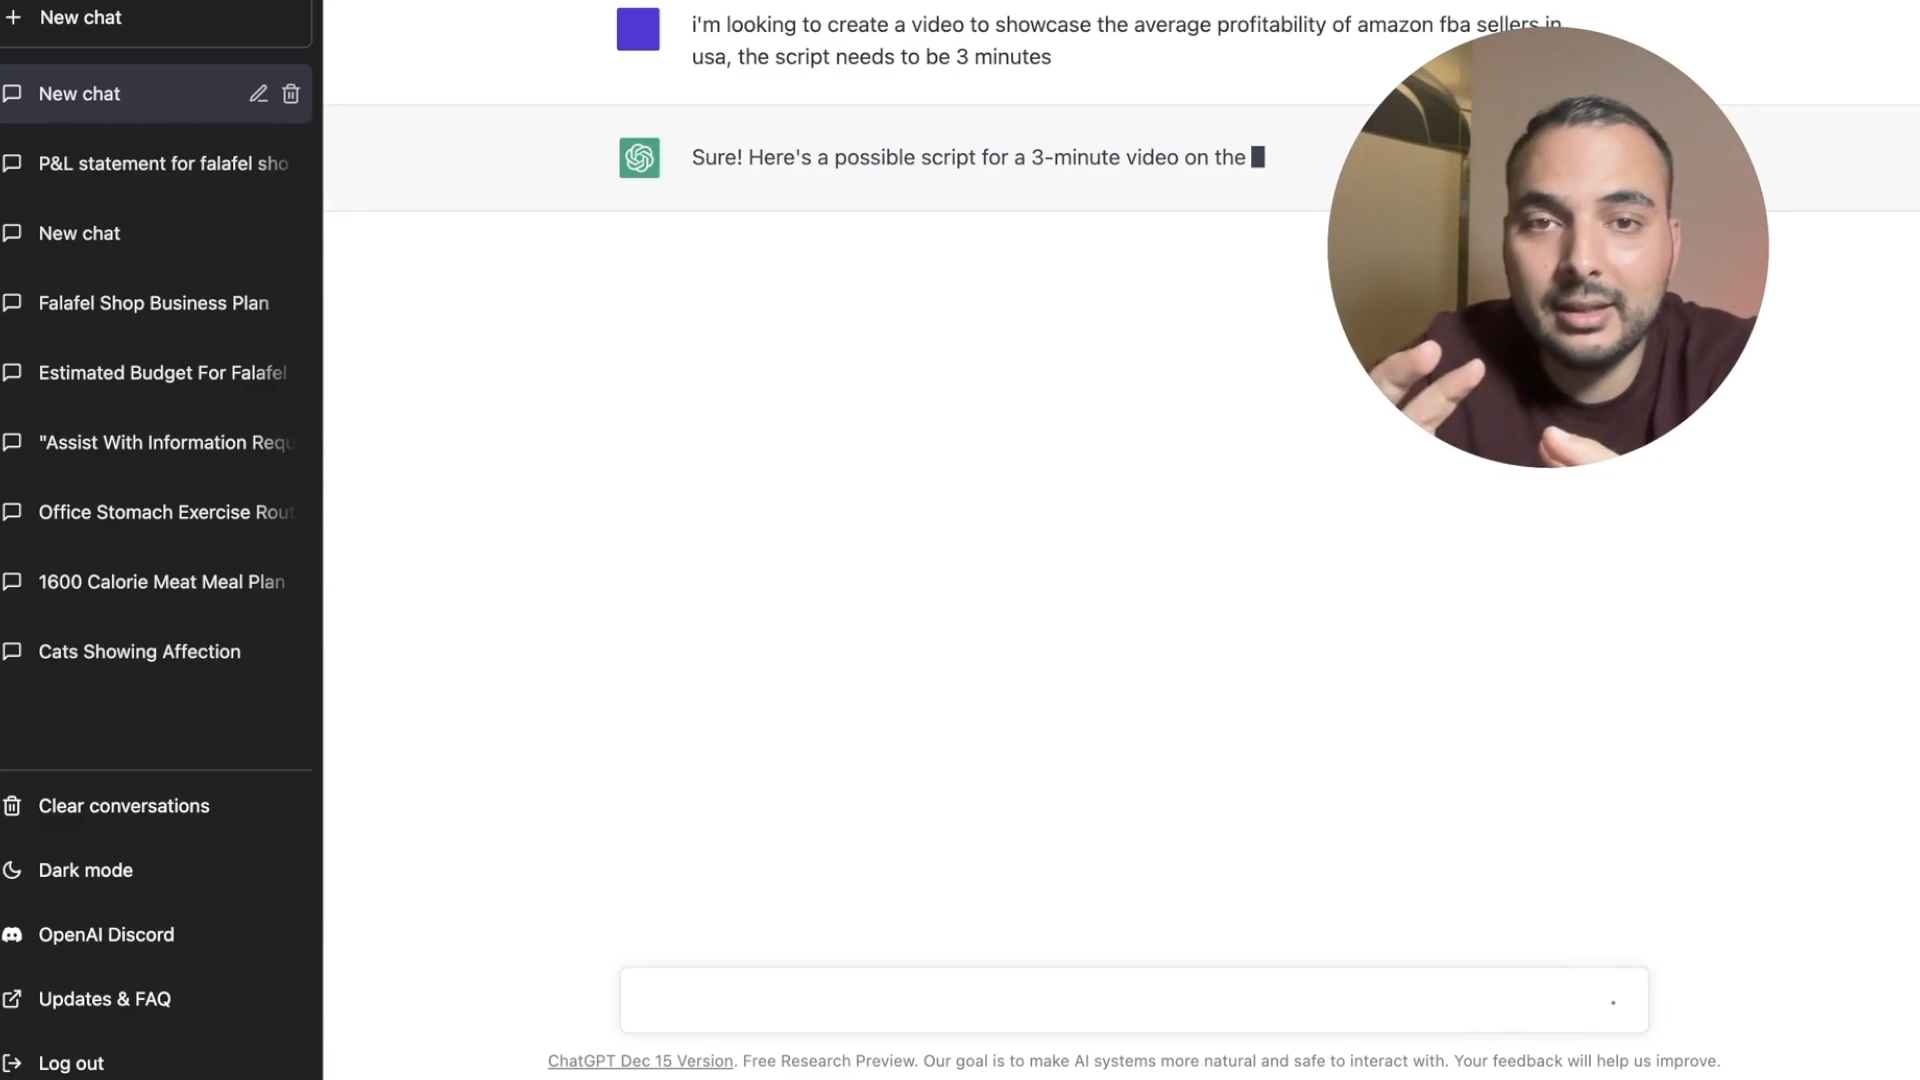 New chat
New chat
P&L statement for falafel sho
New chat
Falafel Shop Business Plan
Estimated Budget For Falafel
"Assist With Information Requ
Office Stomach Exercise Rout
1600 Calorie Meat Meal Plan
Cats Showing Affection
Clear conversations
Dark mode
OpenAI Discord
Updates & FAQ
Log out
i'm looking to create a video to showcase the average profitability of amazon fba sellers in
usa, the script needs to be 3 minutes
Sure! Here's a possible script for a 3-minute video on the
ChatGPT Dec 15 Version. Free Research Preview. Our goal is to make AI systems more natural and safe to interact with. Your feedback will help us improve.